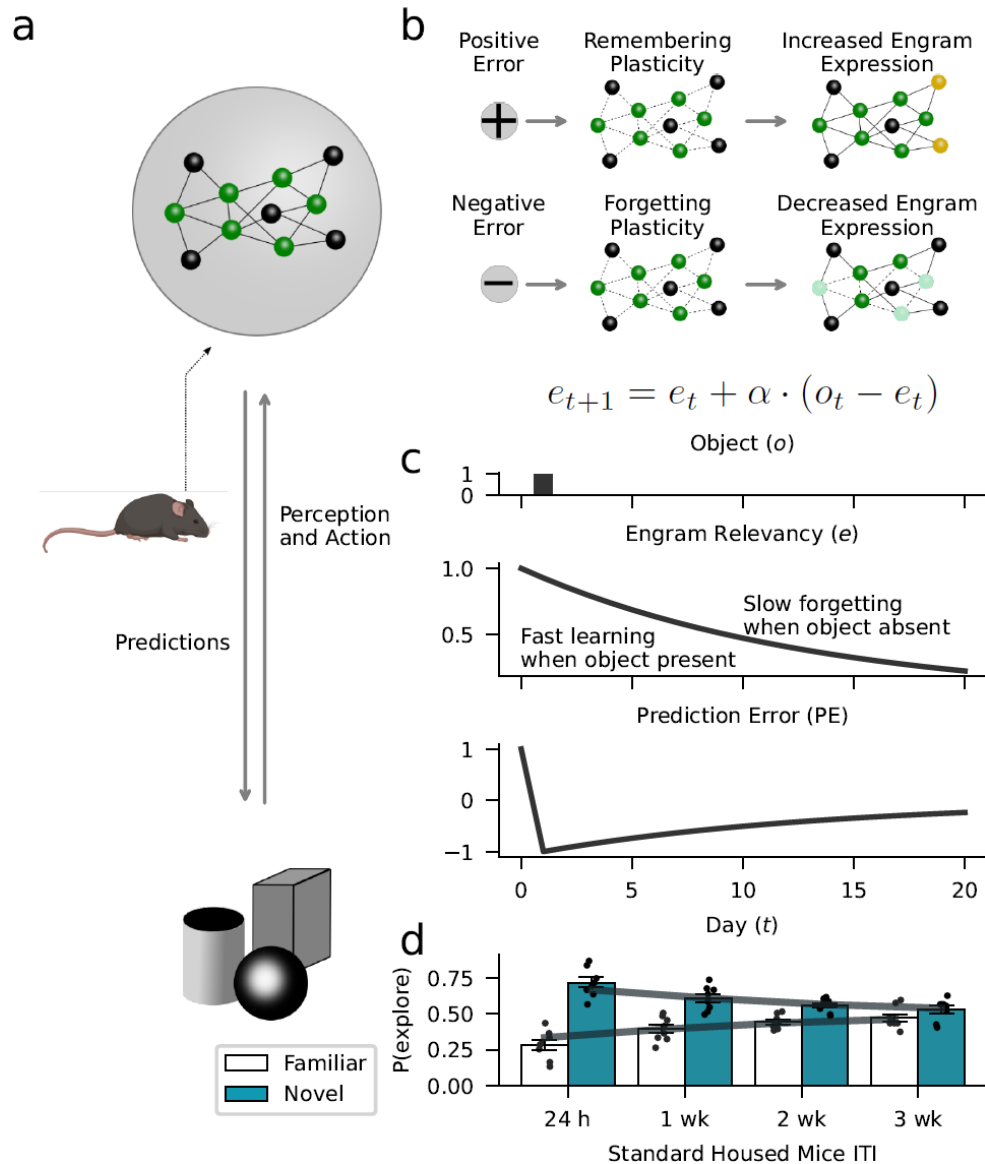 a
Perception
and Action
Predictions
Familiar
Novel
b
Positive
Error
Remembering
Plasticity
Increased Engram
Expression
Negative
Error
Forgetting
Plasticity
Decreased Engram
Expression
e_{t+1} = e_t + α · (o_t − e_t)
c
Object (o)
1
0
Engram Relevancy (e)
1.0
0.5
Fast learning
when object present
Slow forgetting
when object absent
Prediction Error (PE)
1
0
−1
0 5 10 15 20
Day (t)
d
P(explore)
0.75
0.50
0.25
0.00
24 h 1 wk 2 wk 3 wk
Standard Housed Mice ITI